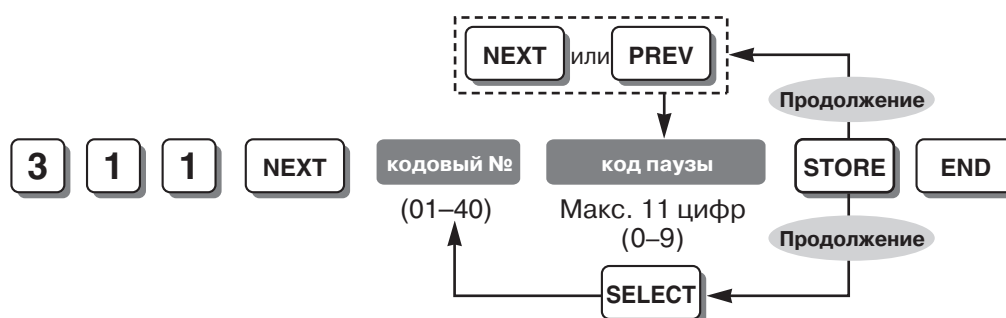 NEXT или PREV
Продолжение
3 1 1 NEXT кодовый № код паузы STORE END
(01–40) Макс. 11 цифр
(0–9)
Продолжение
SELECT